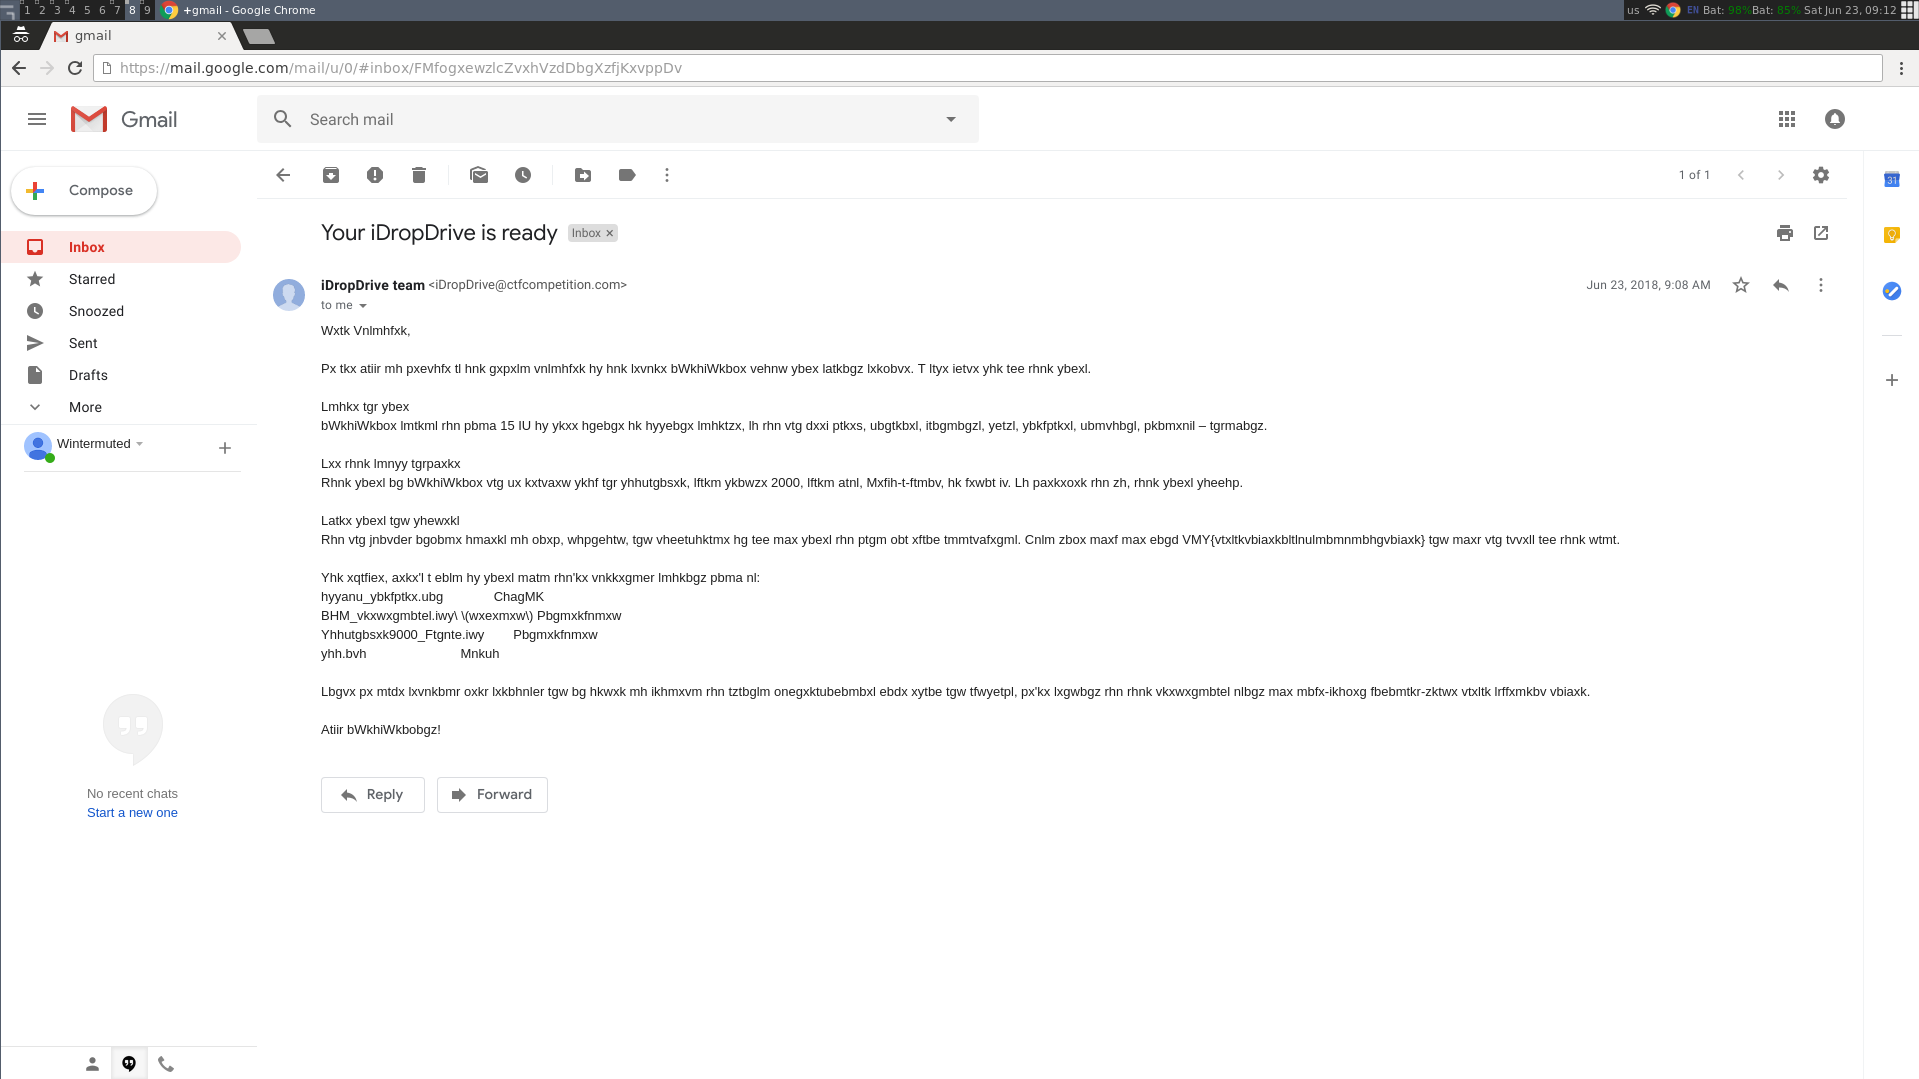 1 2 3 4 5 6 7 8 9 +gmail - Google Chrome us EN Bat: 98%Bat: 85% Sat Jun 23, 09:12
gmail
https://mail.google.com/mail/u/0/#inbox/FMfogxewzlcZvxhVzdDbgXzfjKxvppDv
Gmail Search mail
1 of 1
Compose
Inbox
Starred
Snoozed
Sent
Drafts
More
Wintermuted
No recent chats
Start a new one
Your iDropDrive is ready Inbox x
iDropDrive team <iDropDrive@ctfcompetition.com> Jun 23, 2018, 9:08 AM
to me
Wxtk Vnlmhfxk,
Px tkx atiir mh pxevhfx tl hnk gxpxlm vnlmhfxk hy hnk lxvnkx bWkhiWkbox vehnw ybex latkbgz lxkobvx. T ltyx ietvx yhk tee rhnk ybexl.
Lmhkx tgr ybex
bWkhiWkbox lmtkml rhn pbma 15 IU hy ykxx hgebgx hk hyyebgx lmhktzx, lh rhn vtg dxxi ptkxs, ubgtkbxl, itbgmbgzl, yetzl, ybkfptkxl, ubmvhbgl, pkbmxnil – tgrmabgz.
Lxx rhnk lmnyy tgrpaxkx
Rhnk ybexl bg bWkhiWkbox vtg ux kxtvaxw ykhf tgr yhhutgbsxk, lftkm ykbwzx 2000, lftkm atnl, Mxfih-t-ftmbv, hk fxwbt iv. Lh paxkxoxk rhn zh, rhnk ybexl yheehp.
Latkx ybexl tgw yhewxkl
Rhn vtg jnbvder bgobmx hmaxkl mh obxp, whpgehtw, tgw vheetuhktmx hg tee max ybexl rhn ptgm obt xftbe tmmtvafxgml. Cnlm zbox maxf max ebgd VMY{vtxltkvbiaxkbltlnulmbmnmbhgvbiaxk} tgw maxr vtg tvvxll tee rhnk wtmt.
Yhk xqtfiex, axkx'l t eblm hy ybexl matm rhn'kx vnkkxgmer lmhkbgz pbma nl:
hyyanu_ybkfptkx.ubg ChagMK
BHM_vkxwxgmbtel.iwy\ \(wxexmxw\) Pbgmxkfnmxw
Yhhutgbsxk9000_Ftgnte.iwy Pbgmxkfnmxw
yhh.bvh Mnkuh
Lbgvx px mtdx lxvnkbmr oxkr lxkbhnler tgw bg hkwxk mh ikhmxvm rhn tztbglm onegxktubebmbxl ebdx xytbe tgw tfwyetpl, px'kx lxgwbgz rhn rhnk vkxwxgmbtel nlbgz max mbfx-ikhoxg fbebmtkr-zktwx vtxltk lrffxmkbv vbiaxk.
Atiir bWkhiWkbobgz!
Reply Forward